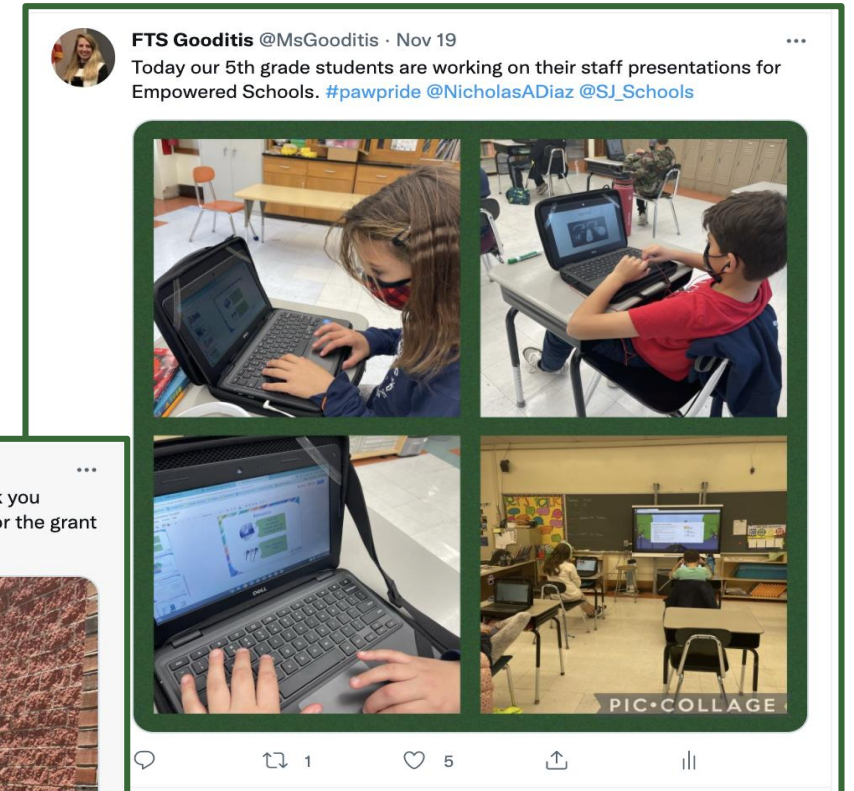 FTS Gooditis @MsGooditis · Nov 19
Today our 5th grade students are working on their staff presentations for
Empowered Schools. #pawpride @NicholasADiaz @SJ_Schools
DELL
PIC•COLLAGE
1 5
you
or the grant